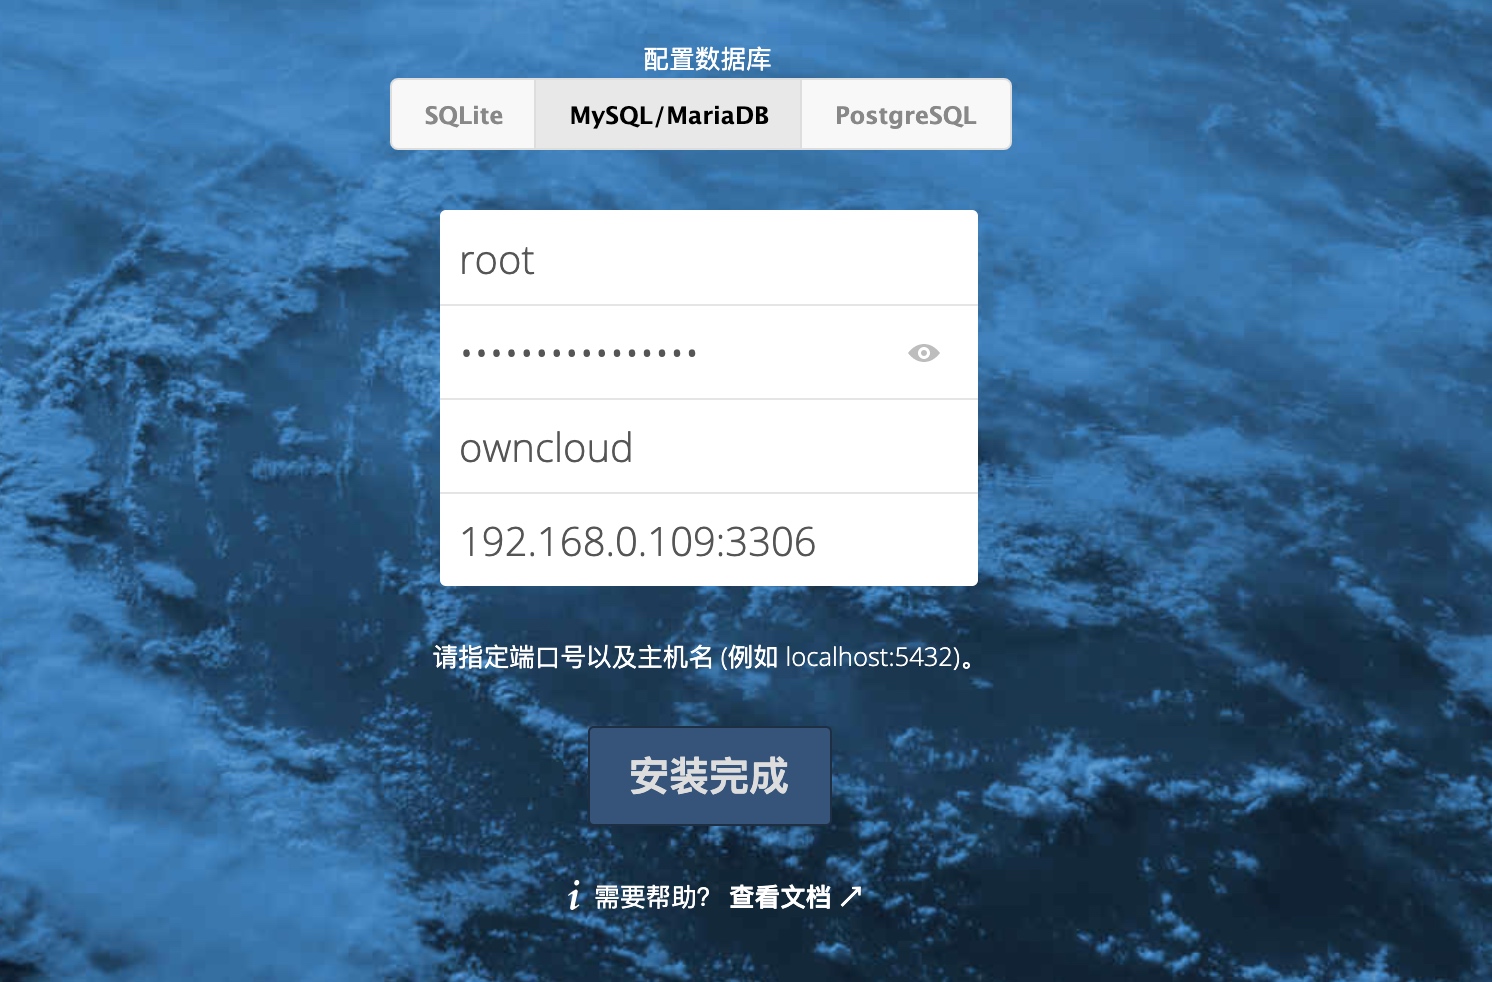 配置数据库
SQLite MySQL/MariaDB PostgreSQL
root
••••••••••••••••
owncloud
192.168.0.109:3306
请指定端口号以及主机名 (例如 localhost:5432)。
安装完成
i 需要帮助? 查看文档 ↗